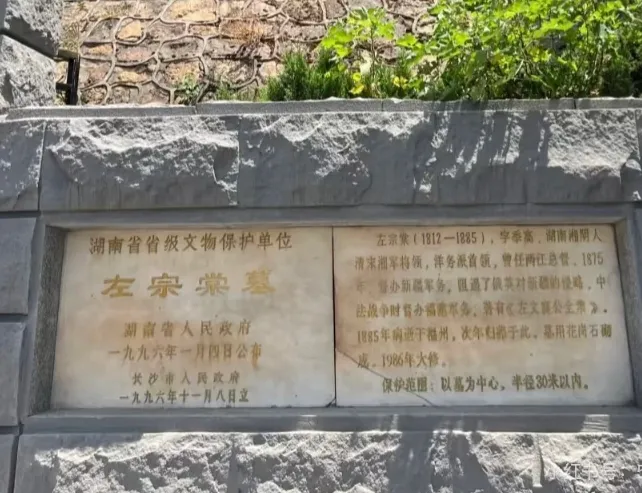 湖南省省级文物保护单位
左宗棠墓
湖南省人民政府
一九九六年一月四日公布
长沙市人民政府
一九九六年十一月八日立
左宗棠(1812—1885),字季高,湖南湘阴人
清末湘军将领,洋务派首领,曾任两江总督。1875
年,督办新疆军务,阻遏了俄英对新疆的侵略,中
法战争时督办福建军务,著有《左文襄公全集》。
1885年病逝于福州,次年归葬于此。墓用花岗石砌
成。1986年大修。
保护范围:以墓为中心,半径30米以内。